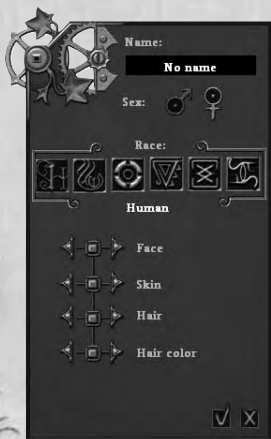 Name:
No name
Sex:
Race:
Human
Face
Skin
Hair
Hair color